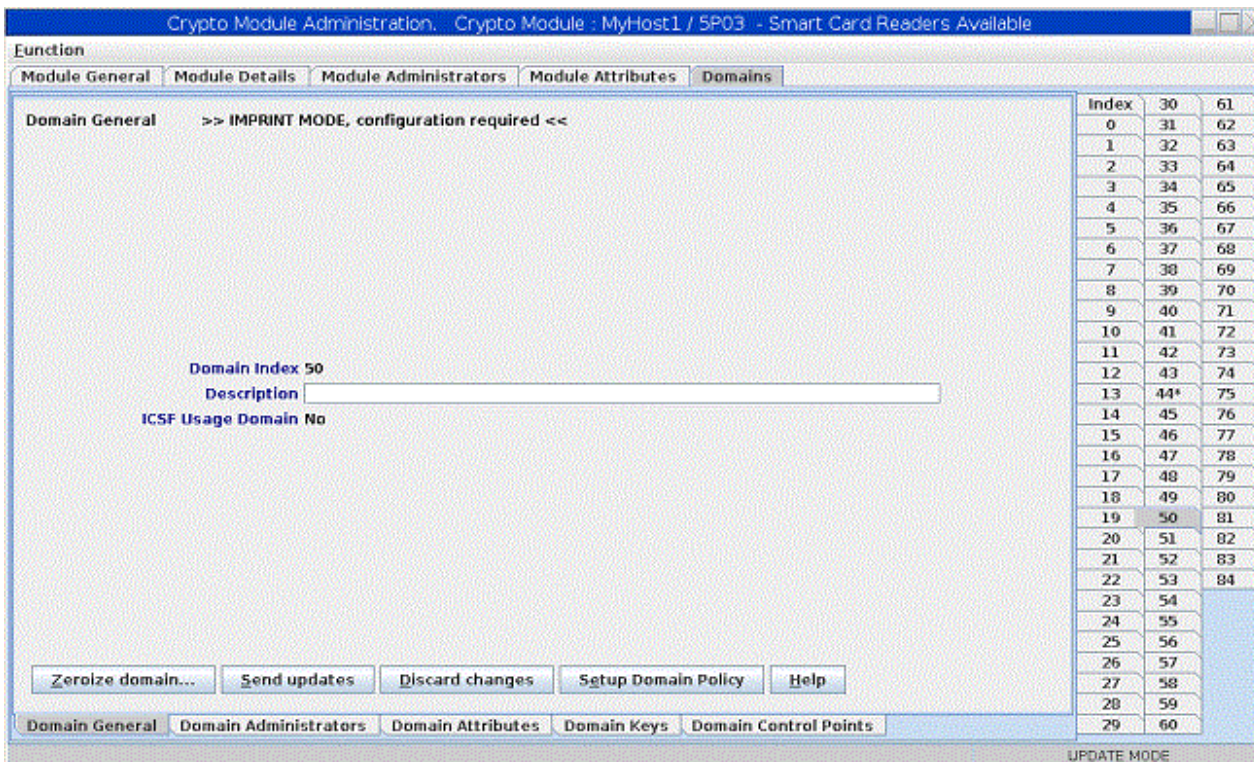 Crypto Module Administration. Crypto Module : MyHost1 / 5P03 - Smart Card Readers Available
Function
Module General Module Details Module Administrators Module Attributes Domains
Domain General >> IMPRINT MODE, configuration required <<
Domain Index 50
Description
ICSF Usage Domain No
Zeroize domain... Send updates Discard changes Setup Domain Policy Help
Domain General Domain Administrators Domain Attributes Domain Keys Domain Control Points
Index 30 61
0 31 62
1 32 63
2 33 64
3 34 65
4 35 66
5 36 67
6 37 68
7 38 69
8 39 70
9 40 71
10 41 72
11 42 73
12 43 74
13 44* 75
14 45 76
15 46 77
16 47 78
17 48 79
18 49 80
19 50 81
20 51 82
21 52 83
22 53 84
23 54
24 55
25 56
26 57
27 58
28 59
29 60
UPDATE MODE